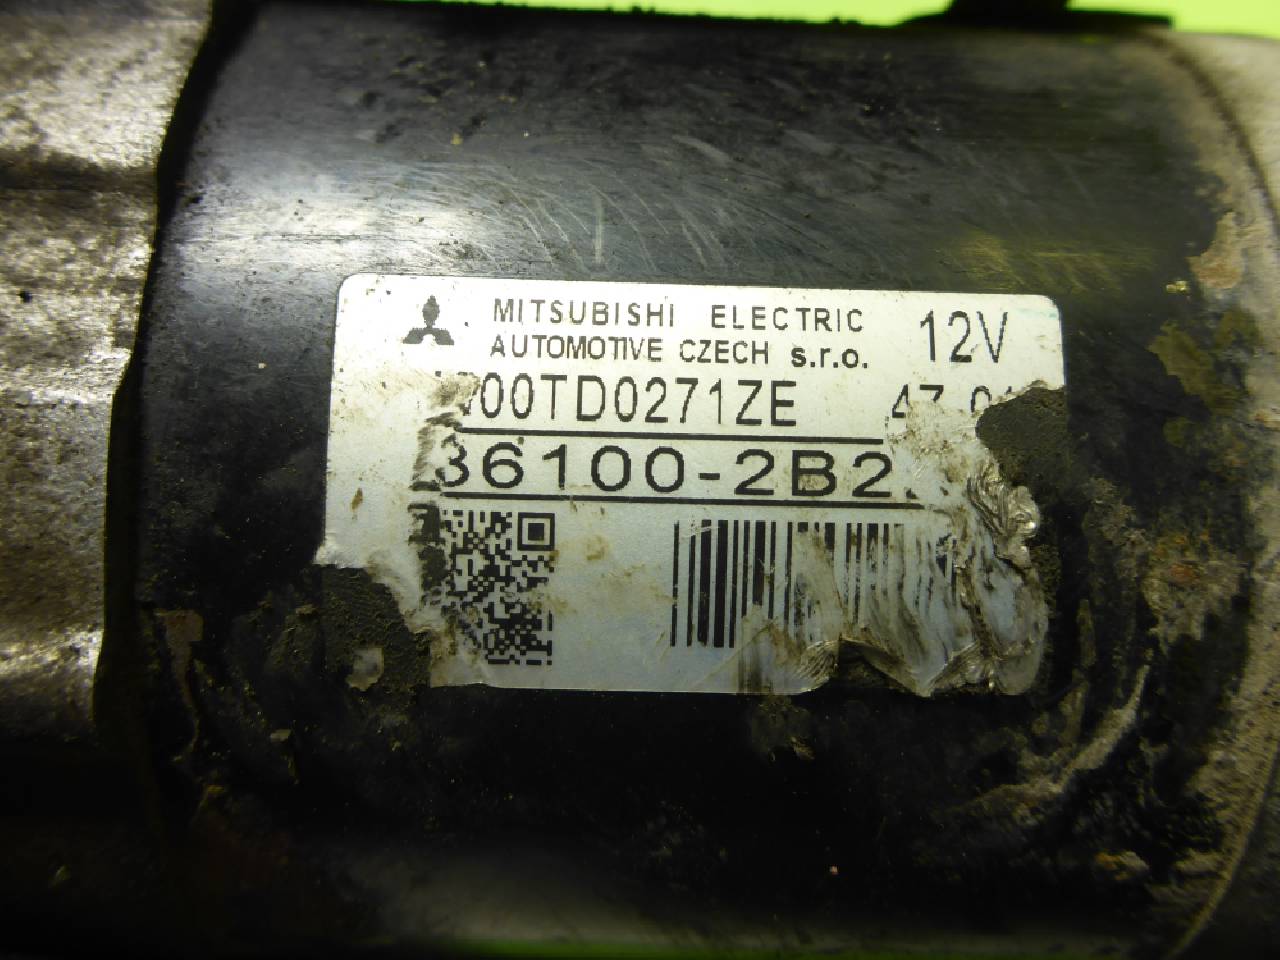 MITSUBISHI ELECTRIC 12V
AUTOMOTIVE CZECH s.r.o.
00TD0271ZE
36100-2B2